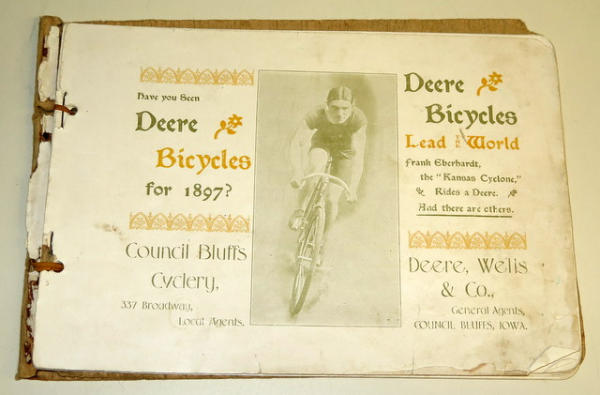 Have you Seen
Deere
Bicycles
for 1897?
Council Bluffs
Cyclery,
337 Broadway,
Local Agents.
Deere
Bicycles
Lead THE World
Frank Eberhardt,
the "Kansas Cyclone,"
Rides a Deere.
And there are others.
Deere, Wells
& Co.,
General Agents,
COUNCIL BLUFFS, IOWA.